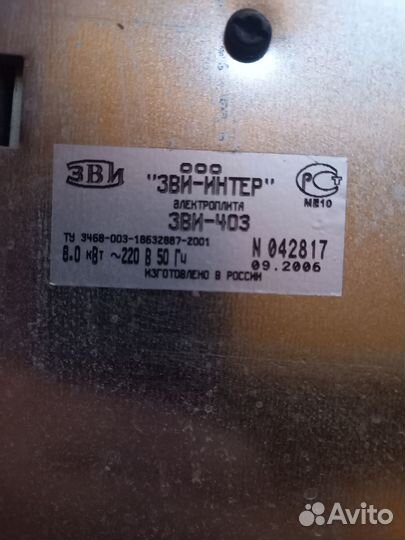 ЗВИ
ООО
"ЗВИ-ИНТЕР"
ЭЛЕКТРОПЛИТА
ЗВИ-403
РСТ
МЕ10
ТУ 3468-003-18632887-2001
8.0 кВт ~220 В 50 Гц
N 042817
09.2006
ИЗГОТОВЛЕНО В РОССИИ
Avito